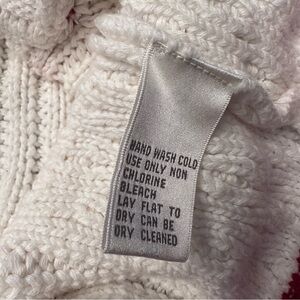 HAND WASH COLD
USE ONLY NON
CHLORINE
BLEACH
LAY FLAT TO
DRY CAN BE
DRY CLEANED